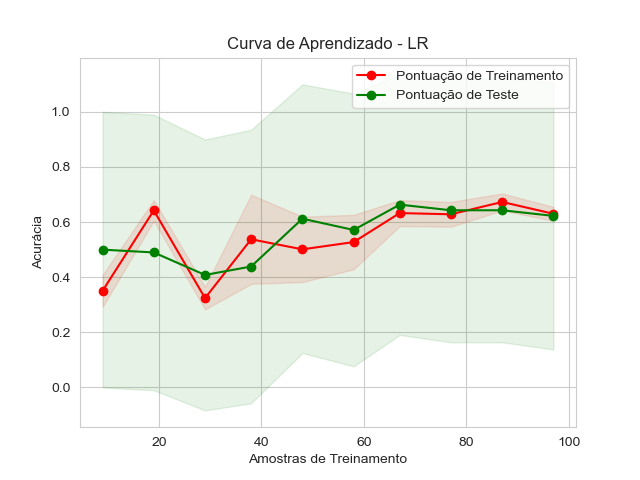 Curva de Aprendizado - LR
Pontuação de Treinamento
Pontuação de Teste
Acurácia
1.0
0.8
0.6
0.4
0.2
0.0
20
40
60
80
100
Amostras de Treinamento